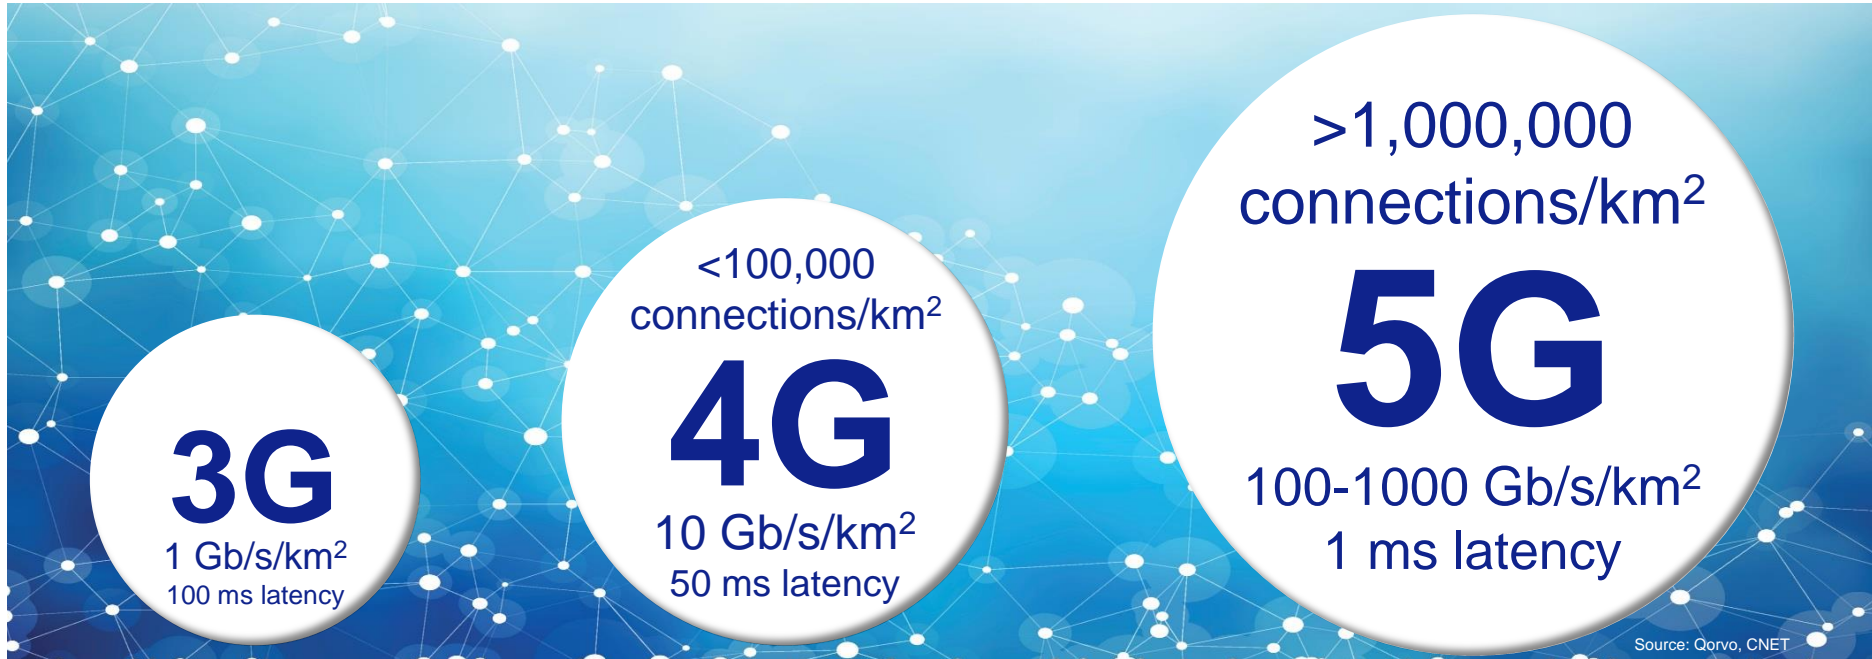 3G
1 Gb/s/km²
100 ms latency
<100,000
connections/km²
4G
10 Gb/s/km²
50 ms latency
>1,000,000
connections/km²
5G
100-1000 Gb/s/km²
1 ms latency
Source: Qorvo, CNET